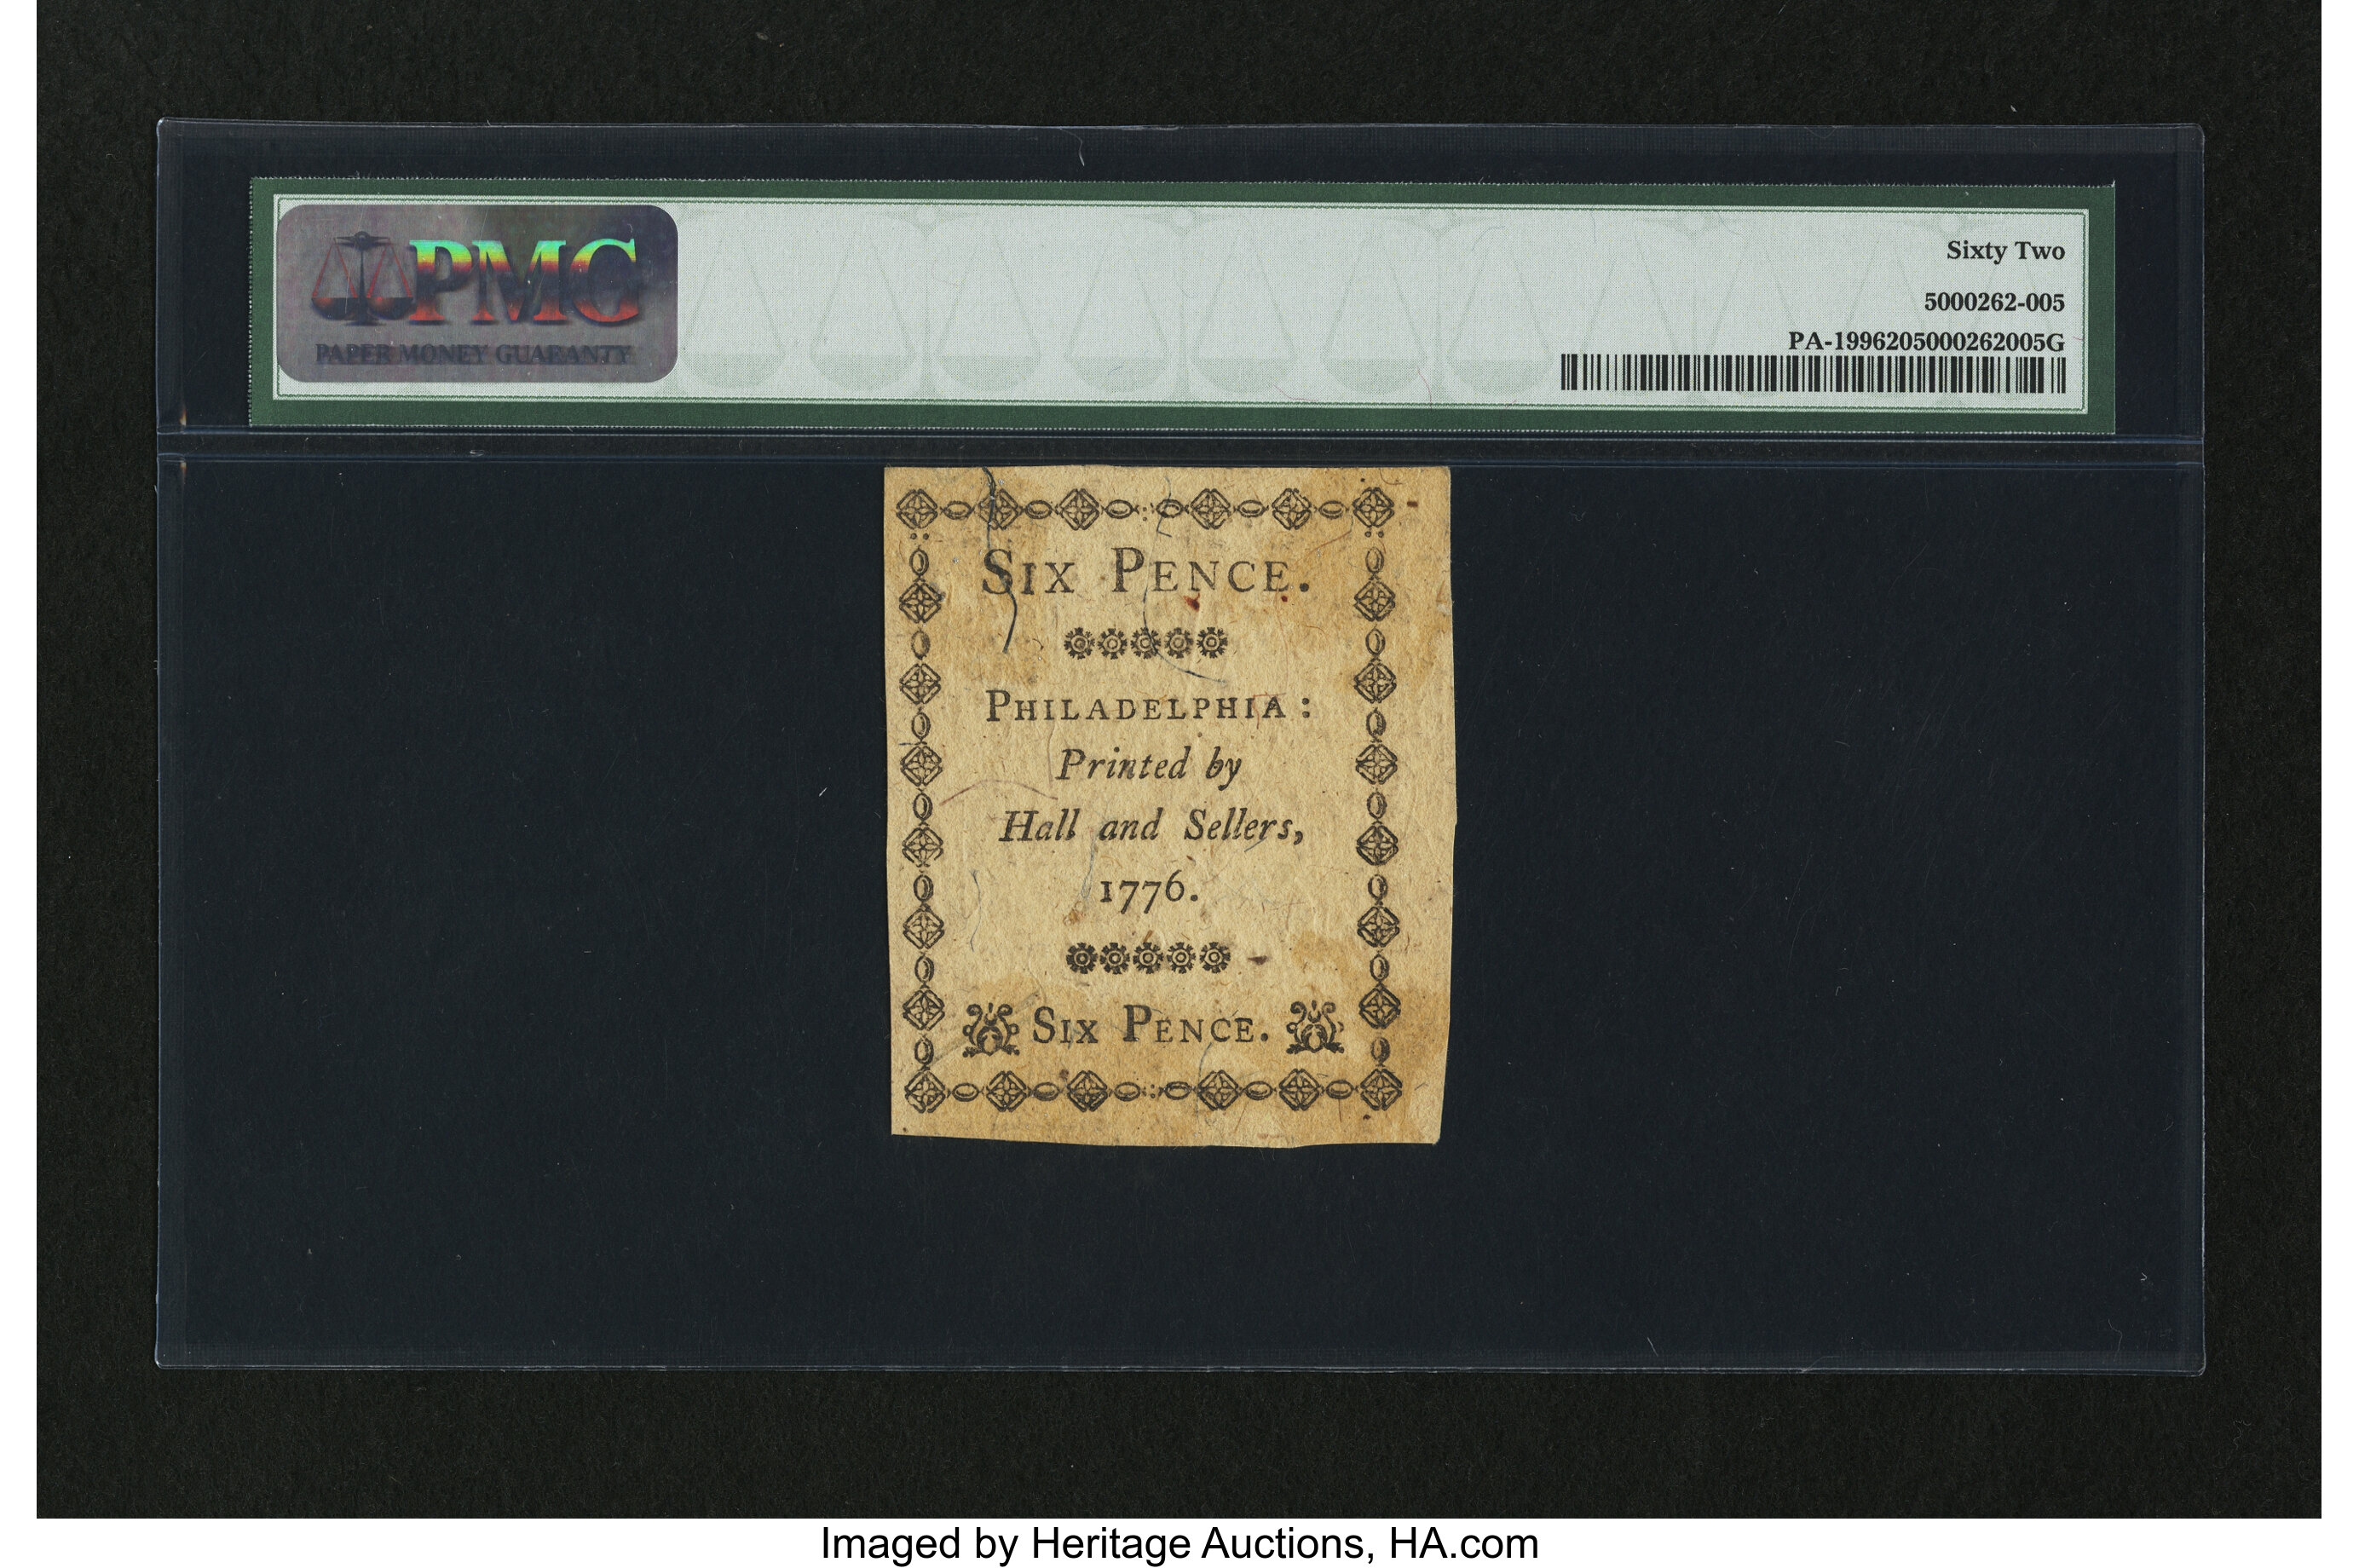 PMG
PAPER MONEY GUARANTY
Sixty Two
5000262-005
PA-1996205000262005G
SIX PENCE.
PHILADELPHIA:
Printed by
Hall and Sellers,
1776.
SIX PENCE.
Imaged by Heritage Auctions, HA.com